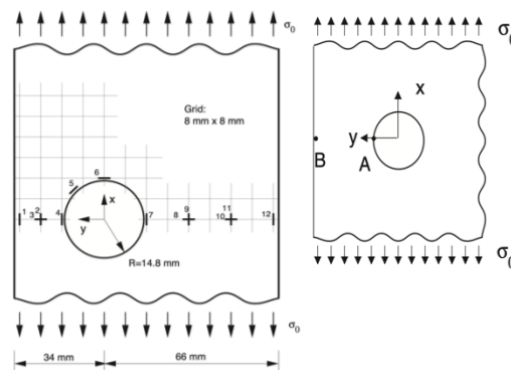 σ₀
σ₀
Grid:
8 mm x 8 mm
x
6
5
y
B
A
x
1
3
2
4
y
7
8
9
10
11
12
R=14.8 mm
σ₀
σ₀
34 mm
66 mm